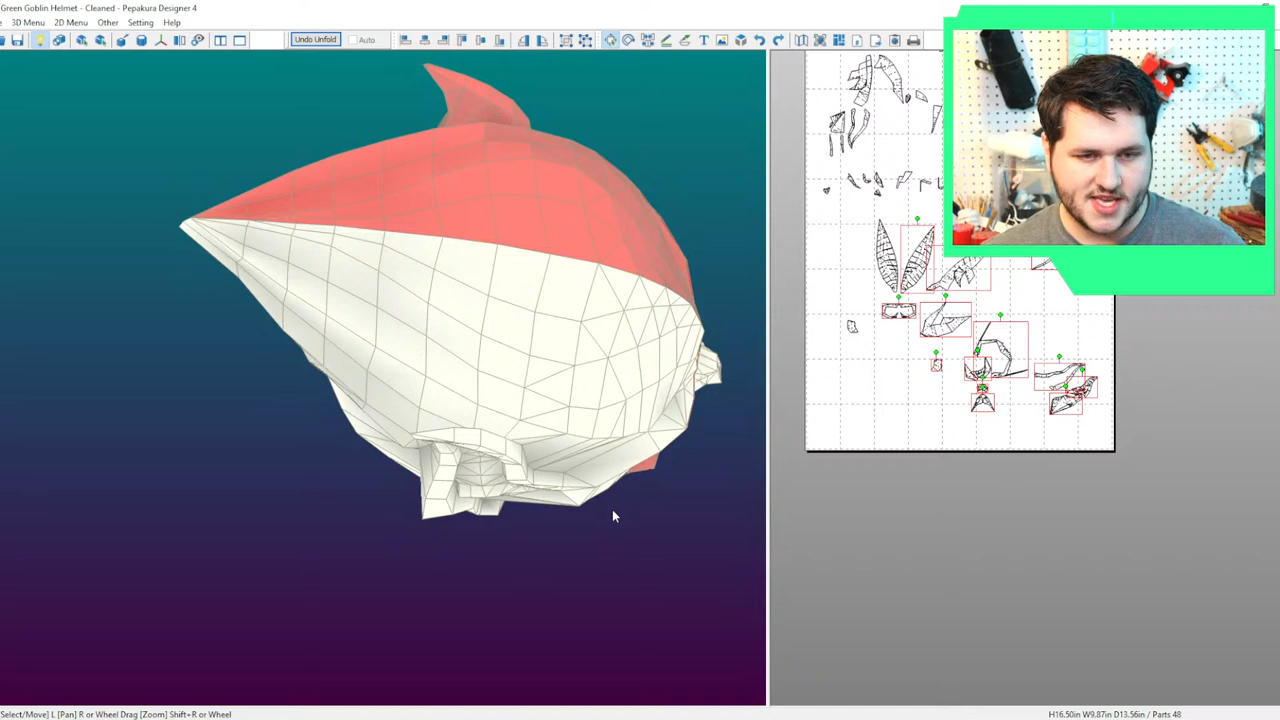 Green Goblin Helmet - Cleaned - Pepakura Designer 4
3D Menu 2D Menu Other Setting Help
Undo Unfold Auto
[Select/Move] L [Pan] R or Wheel Drag [Zoom] Shift+R or Wheel
H16.50in W9.87in D13.56in / Parts 48